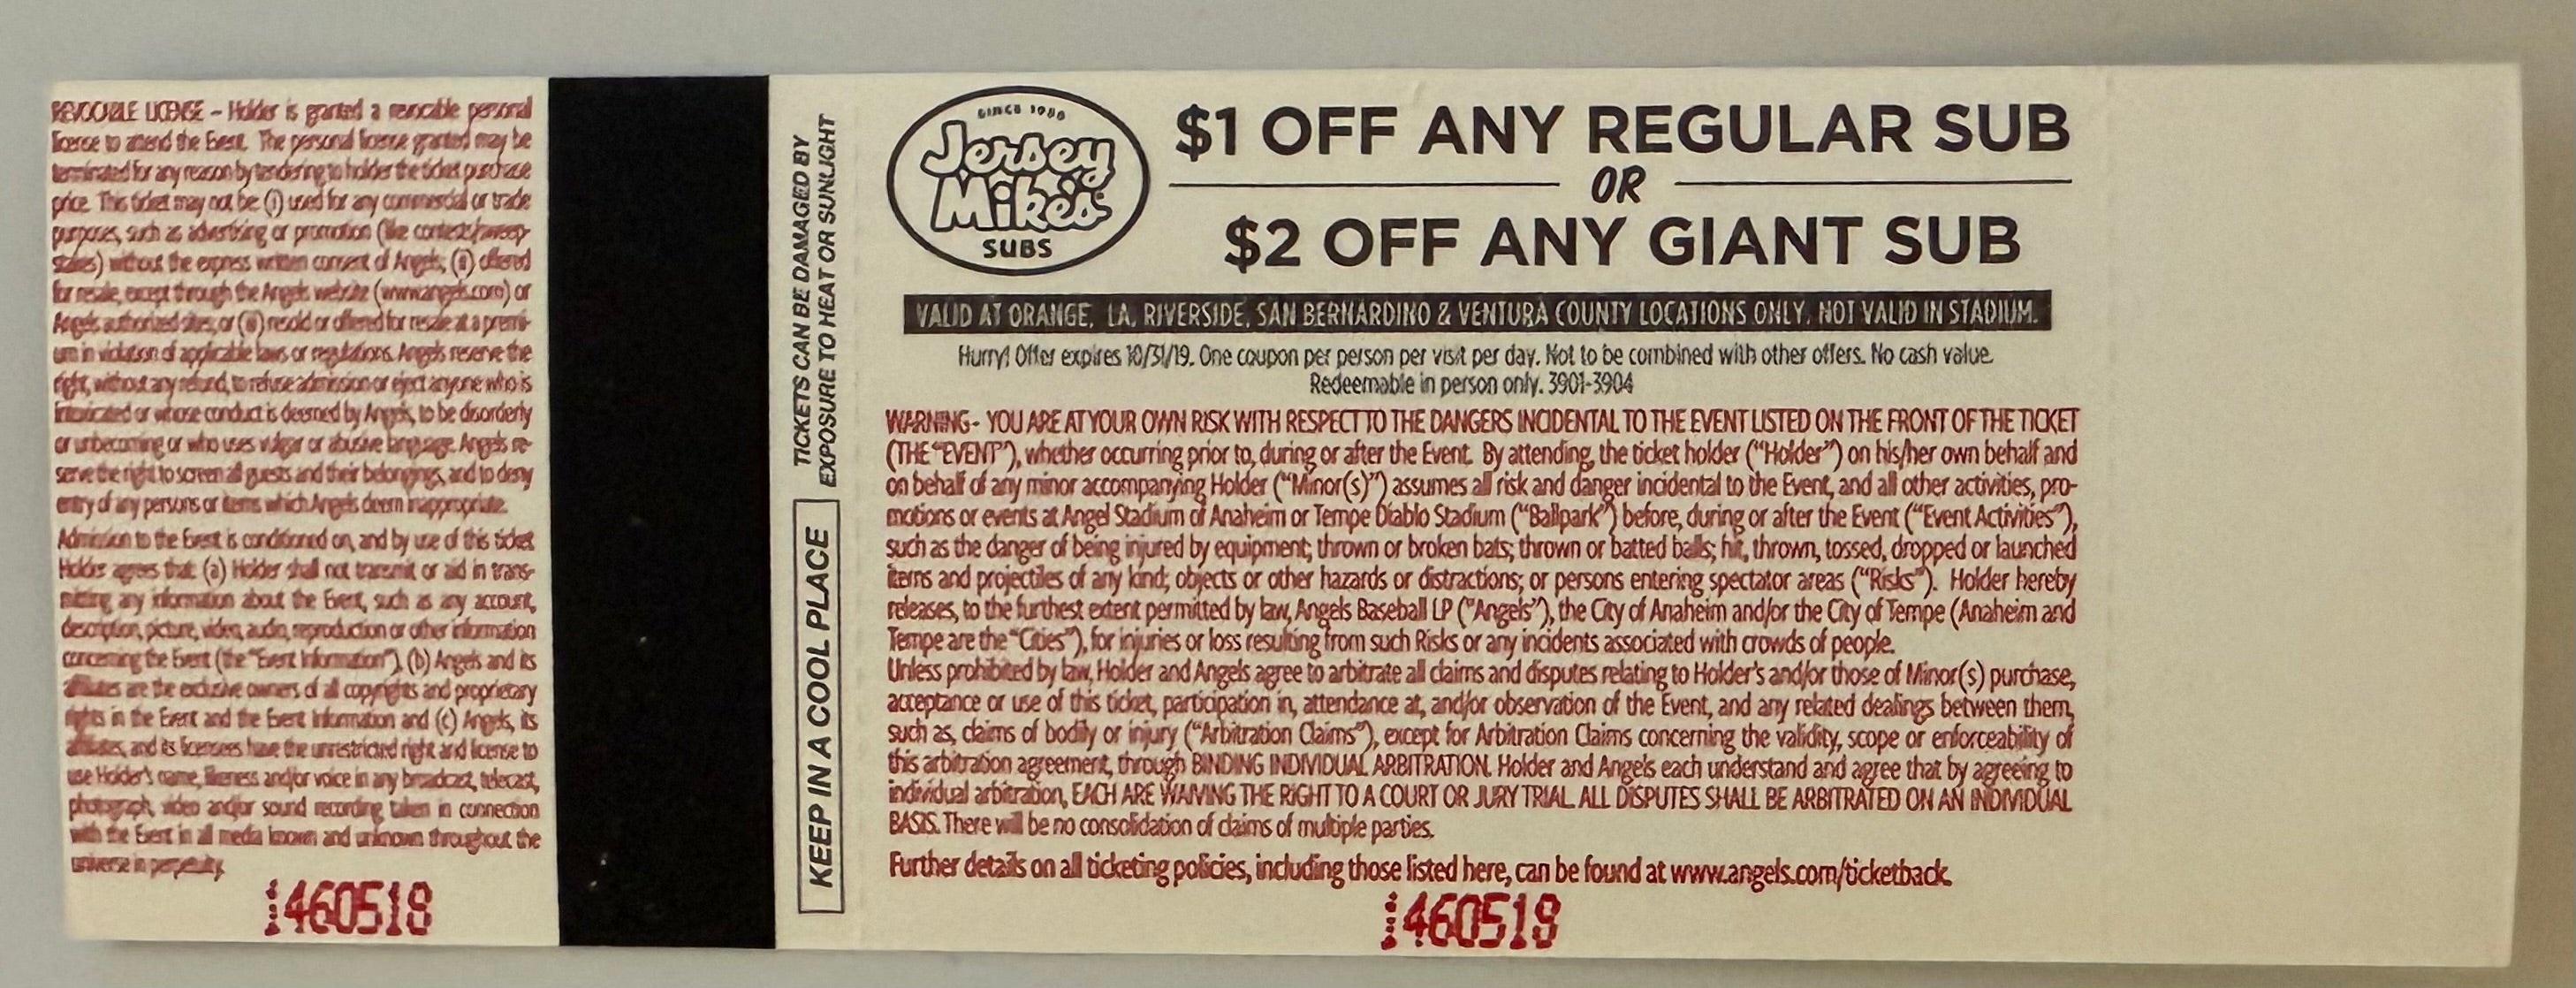 REVOCABLE LICENSE – Holder is granted a revocable personal
license to attend the Event. The personal license granted may be
terminated for any reason by tendering to holder the ticket purchase
price. This ticket may not be: (i) used for any commercial or trade
purposes, such as advertising or promotion (like contests/sweep-
stakes) without the express written consent of Angels; (ii) offered
for resale, except through the Angels website (www.angels.com) or
Angels authorized sites; or (iii) resold or offered for resale at a premi-
um in violation of applicable laws or regulations. Angels reserve the
right, without any refund, to refuse admission or eject anyone who is
intoxicated or whose conduct is deemed by Angels, to be disorderly
or unbecoming or who uses vulgar or abusive language. Angels re-
serve the right to screen all guests and their belongings, and to deny
entry of any persons or items which Angels deem inappropriate.
Admission to the Event is conditioned on, and by use of this ticket
Holder agrees that: (a) Holder shall not transmit or aid in trans-
mitting any information about the Event, such as any account,
description, picture, video, audio, reproduction or other information
concerning the Event (the "Event Information"), (b) Angels and its
affiliates are the exclusive owners of all copyrights and proprietary
rights in the Event and the Event Information and (c) Angels, its
affiliates, and its licensees have the unrestricted right and license to
use Holder's name, likeness and/or voice in any broadcast, telecast,
photograph, video and/or sound recording taken in connection
with the Event in all media known and unknown throughout the
universe in perpetuity.
1460518
TICKETS CAN BE DAMAGED BY
EXPOSURE TO HEAT OR SUNLIGHT
KEEP IN A COOL PLACE
SINCE 1956
Jersey
Mike's
SUBS
$1 OFF ANY REGULAR SUB
OR
$2 OFF ANY GIANT SUB
VALID AT ORANGE, LA, RIVERSIDE, SAN BERNARDINO & VENTURA COUNTY LOCATIONS ONLY. NOT VALID IN STADIUM.
Hurry! Offer expires 10/31/19. One coupon per person per visit per day. Not to be combined with other offers. No cash value.
Redeemable in person only. 3901-3904
WARNING - YOU ARE AT YOUR OWN RISK WITH RESPECT TO THE DANGERS INCIDENTAL TO THE EVENT LISTED ON THE FRONT OF THE TICKET
(THE "EVENT"), whether occurring prior to, during or after the Event. By attending, the ticket holder ("Holder") on his/her own behalf and
on behalf of any minor accompanying Holder ("Minor(s)") assumes all risk and danger incidental to the Event, and all other activities, pro-
motions or events at Angel Stadium of Anaheim or Tempe Diablo Stadium ("Ballpark") before, during or after the Event ("Event Activities"),
such as the danger of being injured by equipment; thrown or broken bats; thrown or batted balls; hit, thrown, tossed, dropped or launched
items and projectiles of any kind; objects or other hazards or distractions; or persons entering spectator areas ("Risks"). Holder hereby
releases, to the furthest extent permitted by law, Angels Baseball LP ("Angels"), the City of Anaheim and/or the City of Tempe (Anaheim and
Tempe are the "Cities"), for injuries or loss resulting from such Risks or any incidents associated with crowds of people.
Unless prohibited by law, Holder and Angels agree to arbitrate all claims and disputes relating to Holder's and/or those of Minor(s) purchase,
acceptance or use of this ticket, participation in, attendance at, and/or observation of the Event, and any related dealings between them,
such as, claims of bodily or injury ("Arbitration Claims"), except for Arbitration Claims concerning the validity, scope or enforceability of
this arbitration agreement, through BINDING INDIVIDUAL ARBITRATION. Holder and Angels each understand and agree that by agreeing to
individual arbitration, EACH ARE WAIVING THE RIGHT TO A COURT OR JURY TRIAL. ALL DISPUTES SHALL BE ARBITRATED ON AN INDIVIDUAL
BASIS. There will be no consolidation of claims of multiple parties.
Further details on all ticketing policies, including those listed here, can be found at www.angels.com/ticketback.
1460518